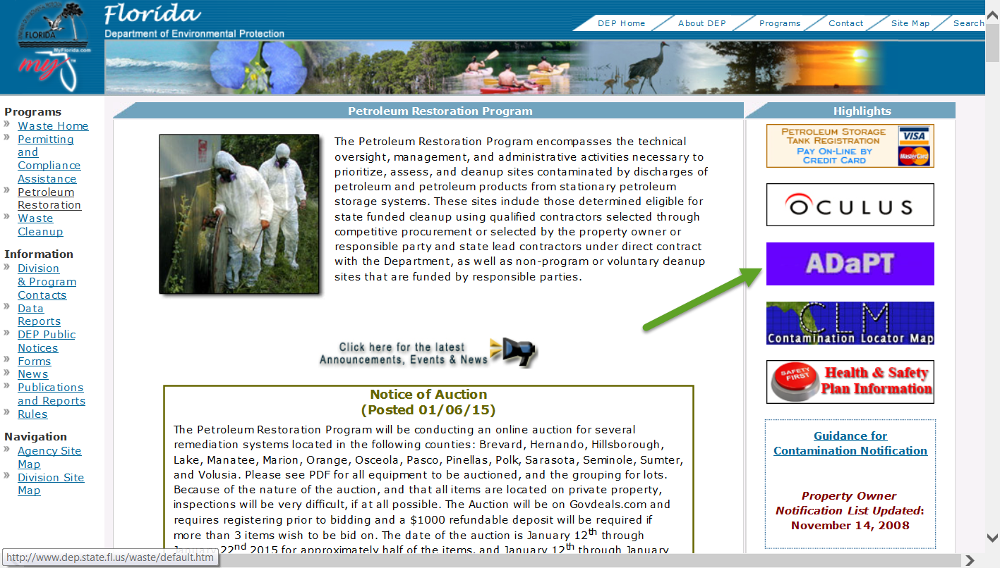 Florida
Department of Environmental Protection
FLORIDA
MyFlorida.com
my
DEP Home
About DEP
Programs
Contact
Site Map
Search
Programs
Waste Home
Permitting
and
Compliance
Assistance
Petroleum
Restoration
Waste
Cleanup
Information
Division
& Program
Contacts
Data
Reports
DEP Public
Notices
Forms
News
Publications
and Reports
Rules
Navigation
Agency Site
Map
Division Site
Map
Petroleum Restoration Program
The Petroleum Restoration Program encompasses the technical
oversight, management, and administrative activities necessary to
prioritize, assess, and cleanup sites contaminated by discharges of
petroleum and petroleum products from stationary petroleum
storage systems. These sites include those determined eligible for
state funded cleanup using qualified contractors selected through
competitive procurement or selected by the property owner or
responsible party and state lead contractors under direct contract
with the Department, as well as non-program or voluntary cleanup
sites that are funded by responsible parties.
Click here for the latest
Announcements, Events & News
Notice of Auction
(Posted 01/06/15)
The Petroleum Restoration Program will be conducting an online auction for several
remediation systems located in the following counties: Brevard, Hernando, Hillsborough,
Lake, Manatee, Marion, Orange, Osceola, Pasco, Pinellas, Polk, Sarasota, Seminole, Sumter,
and Volusia. Please see PDF for all equipment to be auctioned, and the grouping for lots.
Because of the nature of the auction, and that all items are located on private property,
inspections will be very difficult, if at all possible. The Auction will be on Govdeals.com and
requires registering prior to bidding and a $1000 refundable deposit will be required if
more than 3 items wish to be bid on. The date of the auction is January 12th through
January 22nd 2015 for approximately half of the items, and January 12th through January
Highlights
PETROLEUM STORAGE
TANK REGISTRATION
PAY ON-LINE BY
CREDIT CARD
VISA
MasterCard
OCULUS
ADaPT
CLM
Contamination Locator Map
SAFETY
FIRST
Health & Safety
Plan Information
Guidance for
Contamination Notification
Property Owner
Notification List Updated:
November 14, 2008
http://www.dep.state.fl.us/waste/default.htm